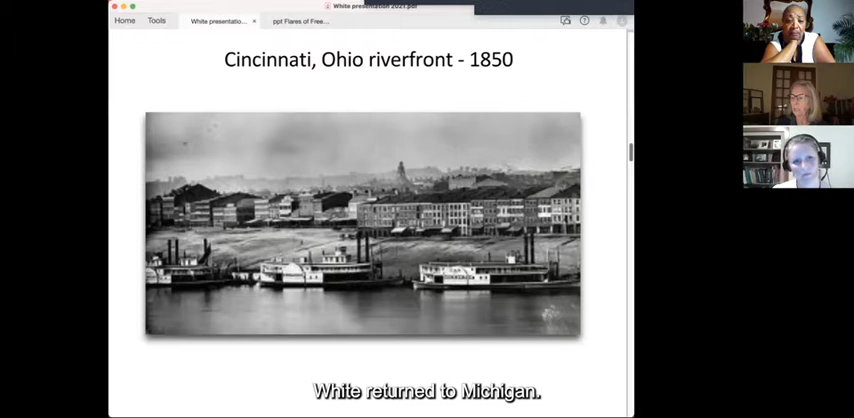 White presentation 2021.pdf
Home
Tools
White presentatio...
ppt Flares of Free...
Cincinnati, Ohio riverfront - 1850
White returned to Michigan.